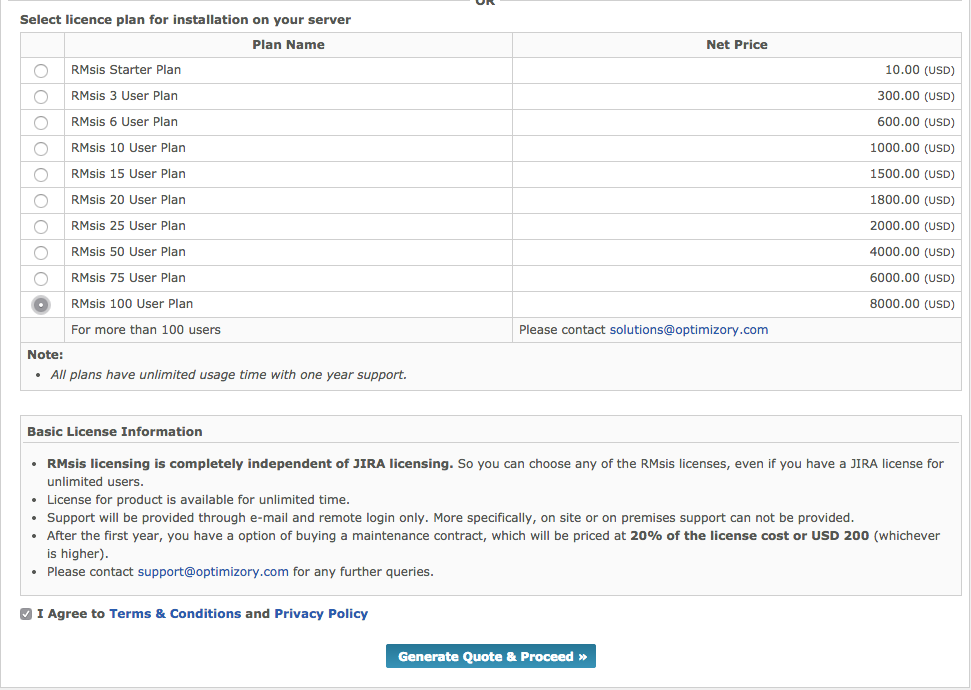 OR
Select licence plan for installation on your server
Plan Name Net Price
RMsis Starter Plan 10.00 (USD)
RMsis 3 User Plan 300.00 (USD)
RMsis 6 User Plan 600.00 (USD)
RMsis 10 User Plan 1000.00 (USD)
RMsis 15 User Plan 1500.00 (USD)
RMsis 20 User Plan 1800.00 (USD)
RMsis 25 User Plan 2000.00 (USD)
RMsis 50 User Plan 4000.00 (USD)
RMsis 75 User Plan 6000.00 (USD)
RMsis 100 User Plan 8000.00 (USD)
For more than 100 users Please contact solutions@optimizory.com
Note:
• All plans have unlimited usage time with one year support.
Basic License Information
• RMsis licensing is completely independent of JIRA licensing. So you can choose any of the RMsis licenses, even if you have a JIRA license for
unlimited users.
• License for product is available for unlimited time.
• Support will be provided through e-mail and remote login only. More specifically, on site or on premises support can not be provided.
• After the first year, you have a option of buying a maintenance contract, which will be priced at 20% of the license cost or USD 200 (whichever
is higher).
• Please contact support@optimizory.com for any further queries.
I Agree to Terms & Conditions and Privacy Policy
Generate Quote & Proceed »